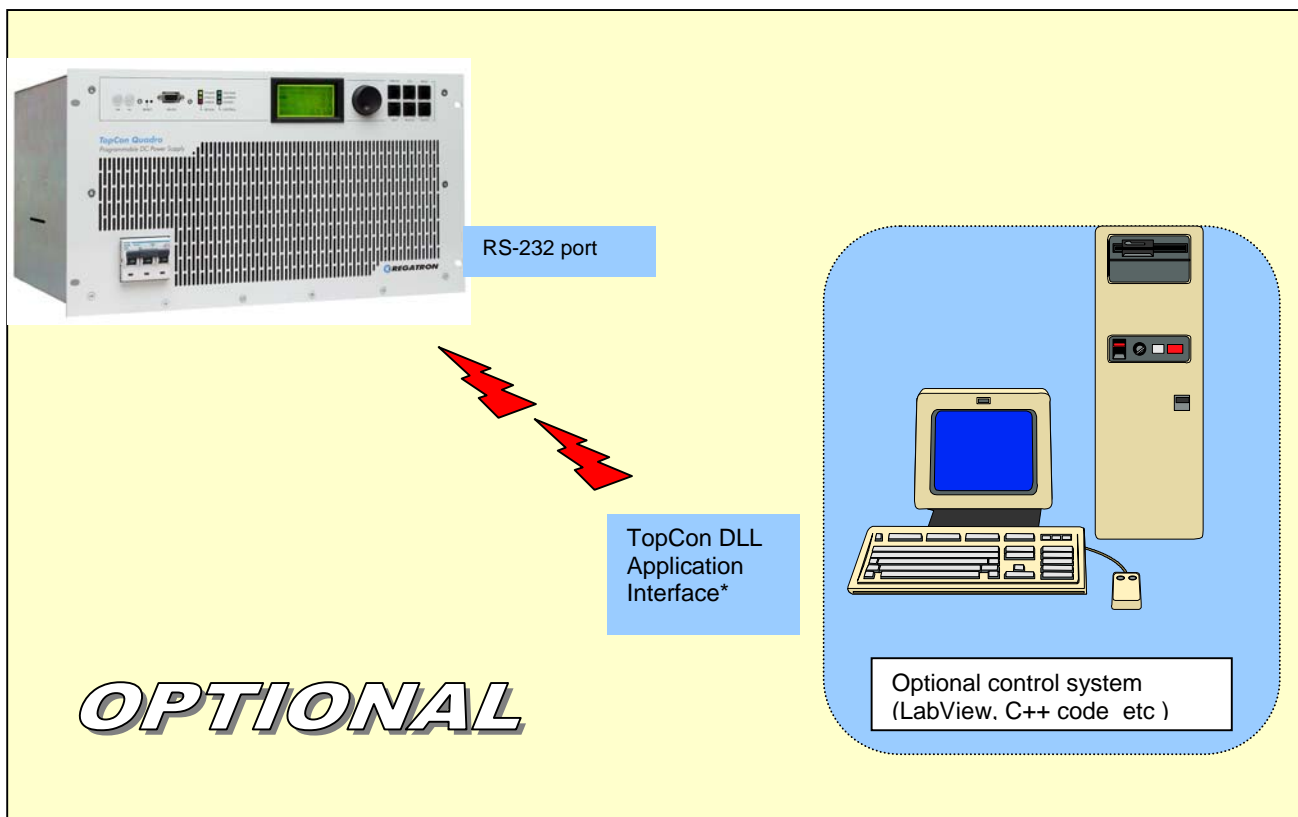 TopCon Quadro
Programmable DC Power Supply
REGATRON
RS-232 port
TopCon DLL
Application
Interface*
Optional control system
(LabView, C++ code etc )
OPTIONAL